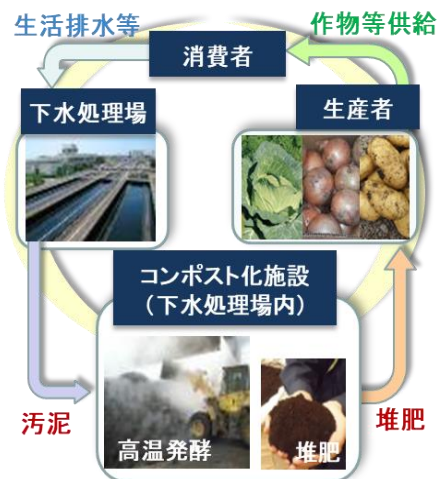 生活排水等
作物等供給
消費者
下水処理場
生産者
コンポスト化施設
（下水処理場内）
高温発酵
堆肥
汚泥
堆肥